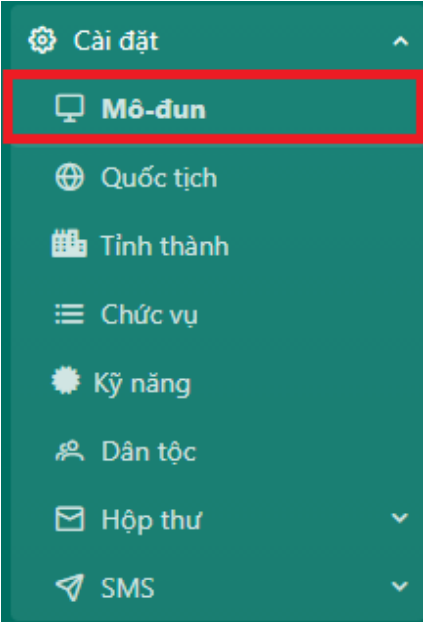 Cài đặt
Mô-đun
Quốc tịch
Tỉnh thành
Chức vụ
Kỹ năng
Dân tộc
Hộp thư
SMS